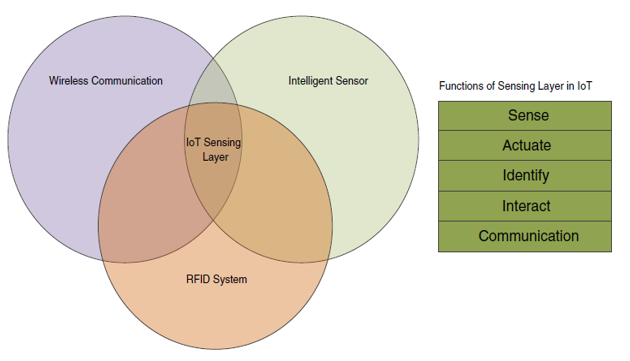 Wireless Communication
Intelligent Sensor
IoT Sensing
Layer
RFID System
Functions of Sensing Layer in IoT
Sense
Actuate
Identify
Interact
Communication